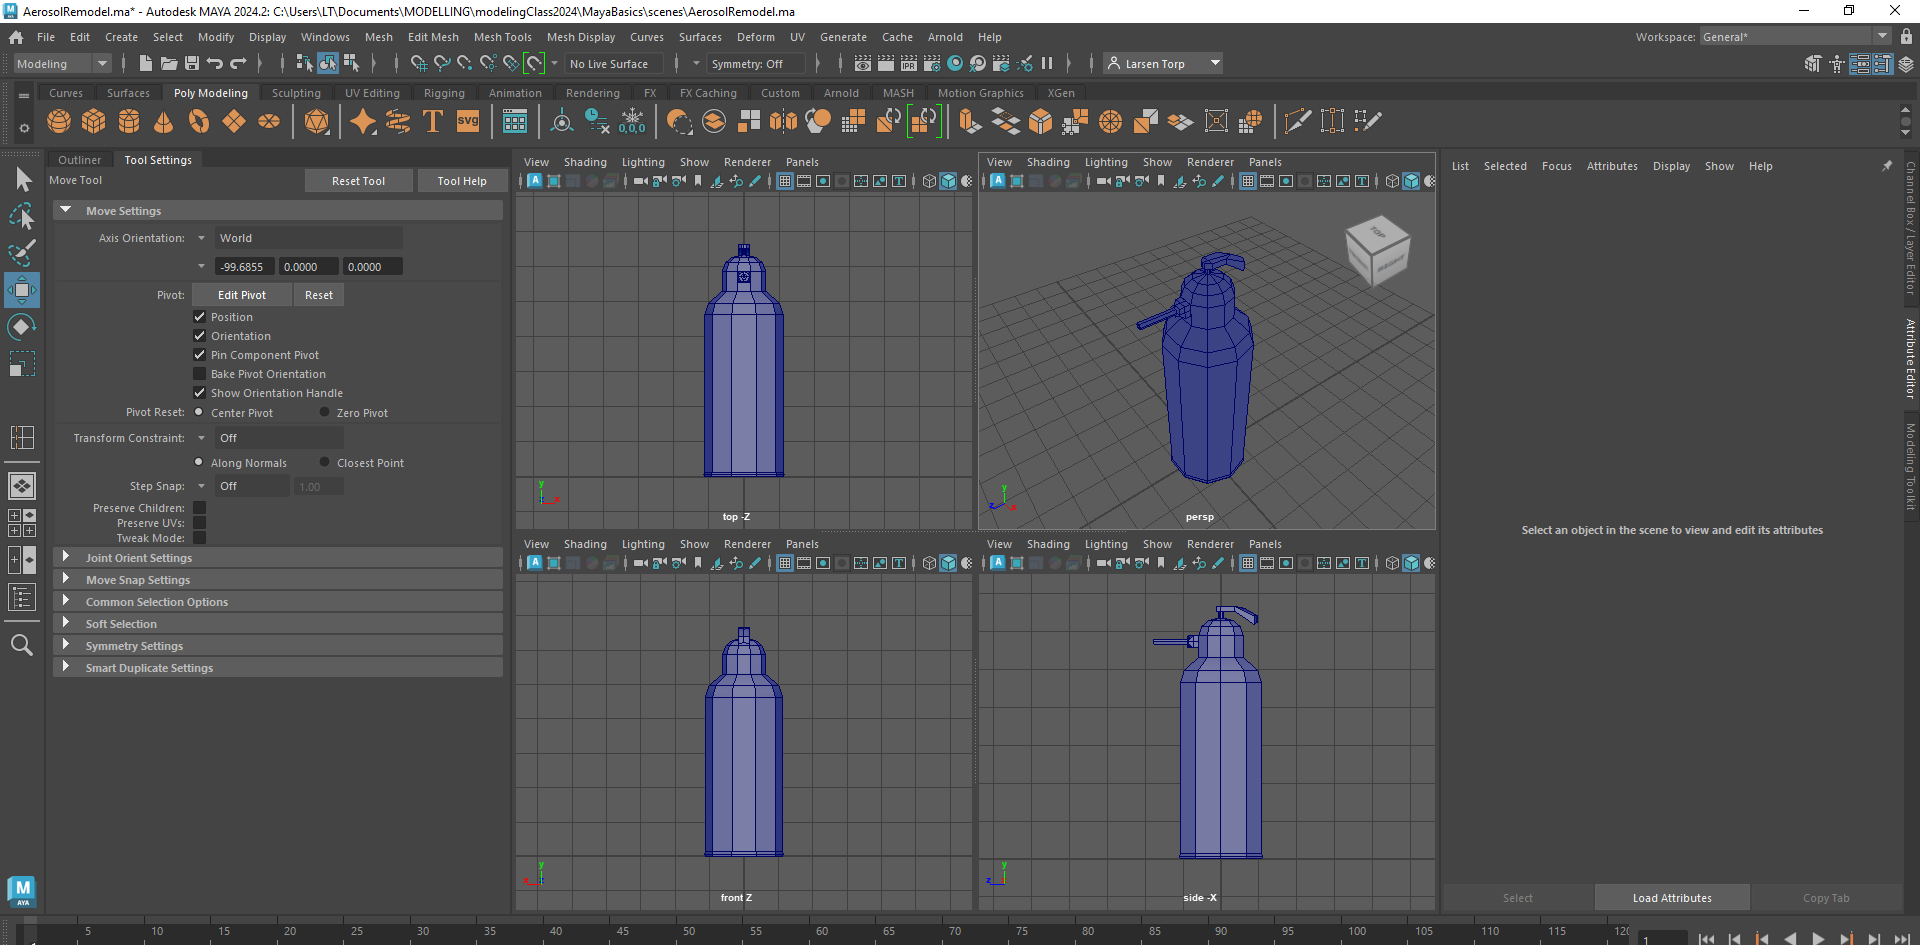 AerosolRemodel.ma* - Autodesk MAYA 2024.2: C:\Users\LT\Documents\MODELLING\modelingClass2024\MayaBasics\scenes\AerosolRemodel.ma
File Edit Create Select Modify Display Windows Mesh Edit Mesh Mesh Tools Mesh Display Curves Surfaces Deform UV Generate Cache Arnold Help Workspace: General*
Modeling No Live Surface Symmetry: Off IPR Larsen Torp
Curves Surfaces Poly Modeling Sculpting UV Editing Rigging Animation Rendering FX FX Caching Custom Arnold MASH Motion Graphics XGen
T svg 0,0,0
Outliner Tool Settings
Move Tool Reset Tool Tool Help
Move Settings
Axis Orientation: World
-99.6855 0.0000 0.0000
Pivot: Edit Pivot Reset
Position
Orientation
Pin Component Pivot
Bake Pivot Orientation
Show Orientation Handle
Pivot Reset: Center Pivot Zero Pivot
Transform Constraint: Off
Along Normals Closest Point
Step Snap: Off 1.00
Preserve Children:
Preserve UVs:
Tweak Mode:
Joint Orient Settings
Move Snap Settings
Common Selection Options
Soft Selection
Symmetry Settings
Smart Duplicate Settings
M
AYA
View Shading Lighting Show Renderer Panels
y
z x
top -Z
View Shading Lighting Show Renderer Panels
TOP
y
z x
persp
View Shading Lighting Show Renderer Panels
y
x z
front Z
View Shading Lighting Show Renderer Panels
y
z
side -X
List Selected Focus Attributes Display Show Help
Select an object in the scene to view and edit its attributes
Select Load Attributes Copy Tab
Channel Box / Layer Editor
Attribute Editor
Modeling Toolkit
5 10 15 20 25 30 35 40 45 50 55 60 65 70 75 80 85 90 95 100 105 110 115 120
1